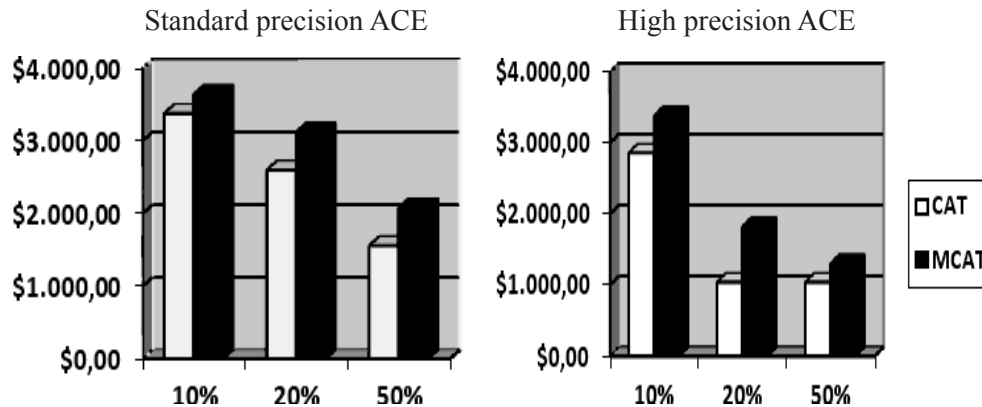 Standard precision ACE
$4.000,00
$3.000,00
$2.000,00
$1.000,00
$0,00
10% 20% 50%
High precision ACE
$4.000,00
$3.000,00
$2.000,00
$1.000,00
$0,00
10% 20% 50%
CAT
MCAT